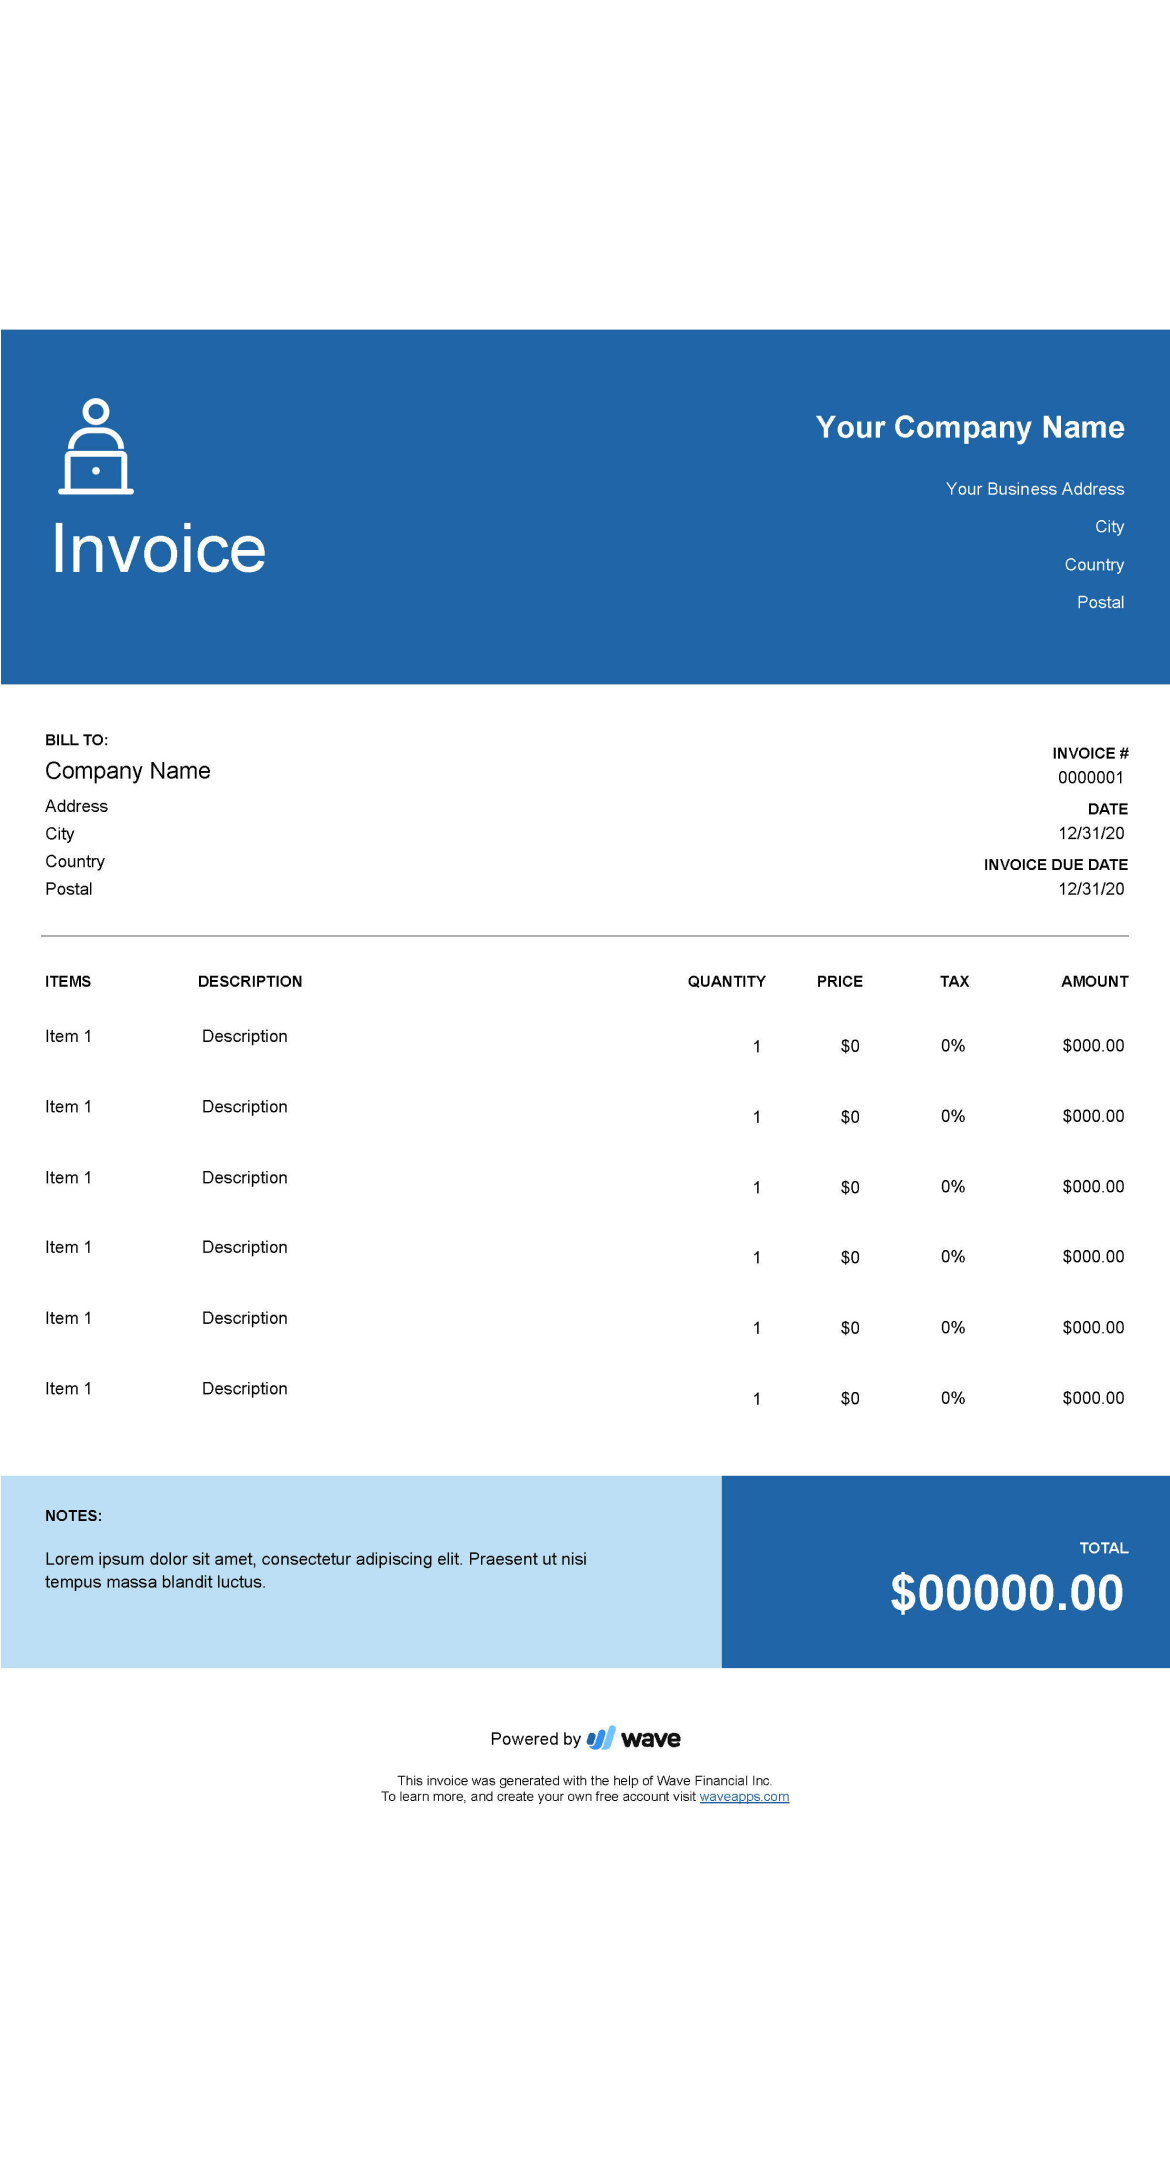 Invoice
Your Company Name
Your Business Address
City
Country
Postal
BILL TO:
Company Name
Address
City
Country
Postal
INVOICE #
0000001
DATE
12/31/20
INVOICE DUE DATE
12/31/20
ITEMS DESCRIPTION QUANTITY PRICE TAX AMOUNT
Item 1 Description 1 $0 0% $000.00
Item 1 Description 1 $0 0% $000.00
Item 1 Description 1 $0 0% $000.00
Item 1 Description 1 $0 0% $000.00
Item 1 Description 1 $0 0% $000.00
Item 1 Description 1 $0 0% $000.00
NOTES:
Lorem ipsum dolor sit amet, consectetur adipiscing elit. Praesent ut nisi
tempus massa blandit luctus.
TOTAL
$00000.00
Powered by wave
This invoice was generated with the help of Wave Financial Inc.
To learn more, and create your own free account visit waveapps.com